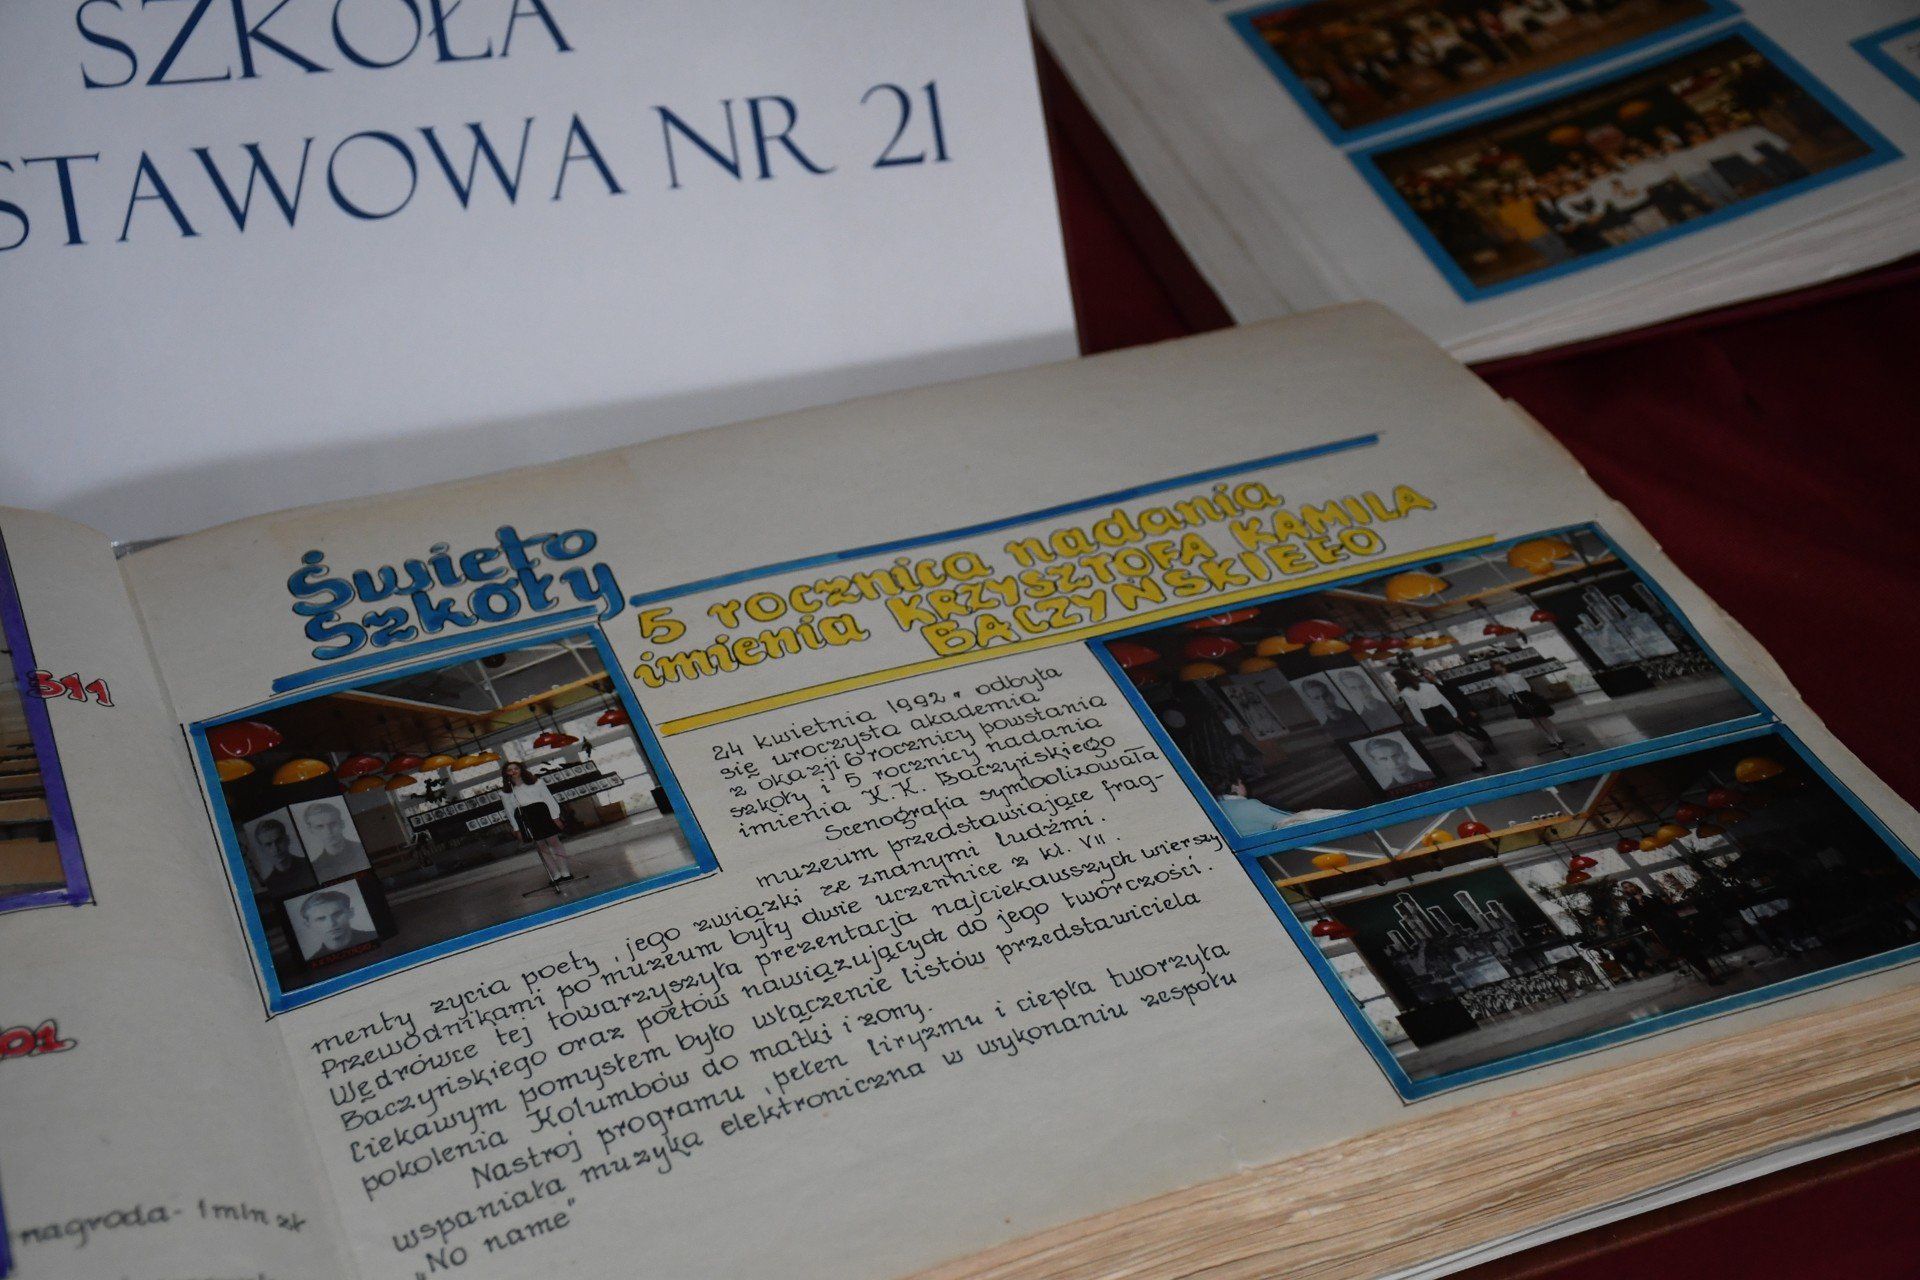 SZKOŁA
STAWOWA NR 21
Święto
Szkoły
5 rocznica nadania
imienia KRZYSZTOFA KAMILA
BACZYŃSKIEGO
24 kwietnia 1992 r. odbyła
się uroczysta akademia
z okazji 6 rocznicy powstania
szkoły i 5 rocznicy nadania
imienia K.K. Baczyńskiego
Scenografia symbolizowała
muzeum przedstawiające frag-
menty życia poety, jego związki ze znanymi ludźmi.
Przewodnikami po muzeum były dwie uczennice z kl. VII.
Wędrówce tej towarzyszyła prezentacja najciekawszych wierszy
Baczyńskiego oraz poetów nawiązujących do jego twórczości.
Ciekawym pomysłem było włączenie listów przedstawiciela
pokolenia Kolumbów do matki i żony.
Nastrój programu, pełen liryzmu i ciepła tworzyła
wspaniała muzyka elektroniczna w wykonaniu zespołu
„No name"
511
01
nagroda - 1 mln zł